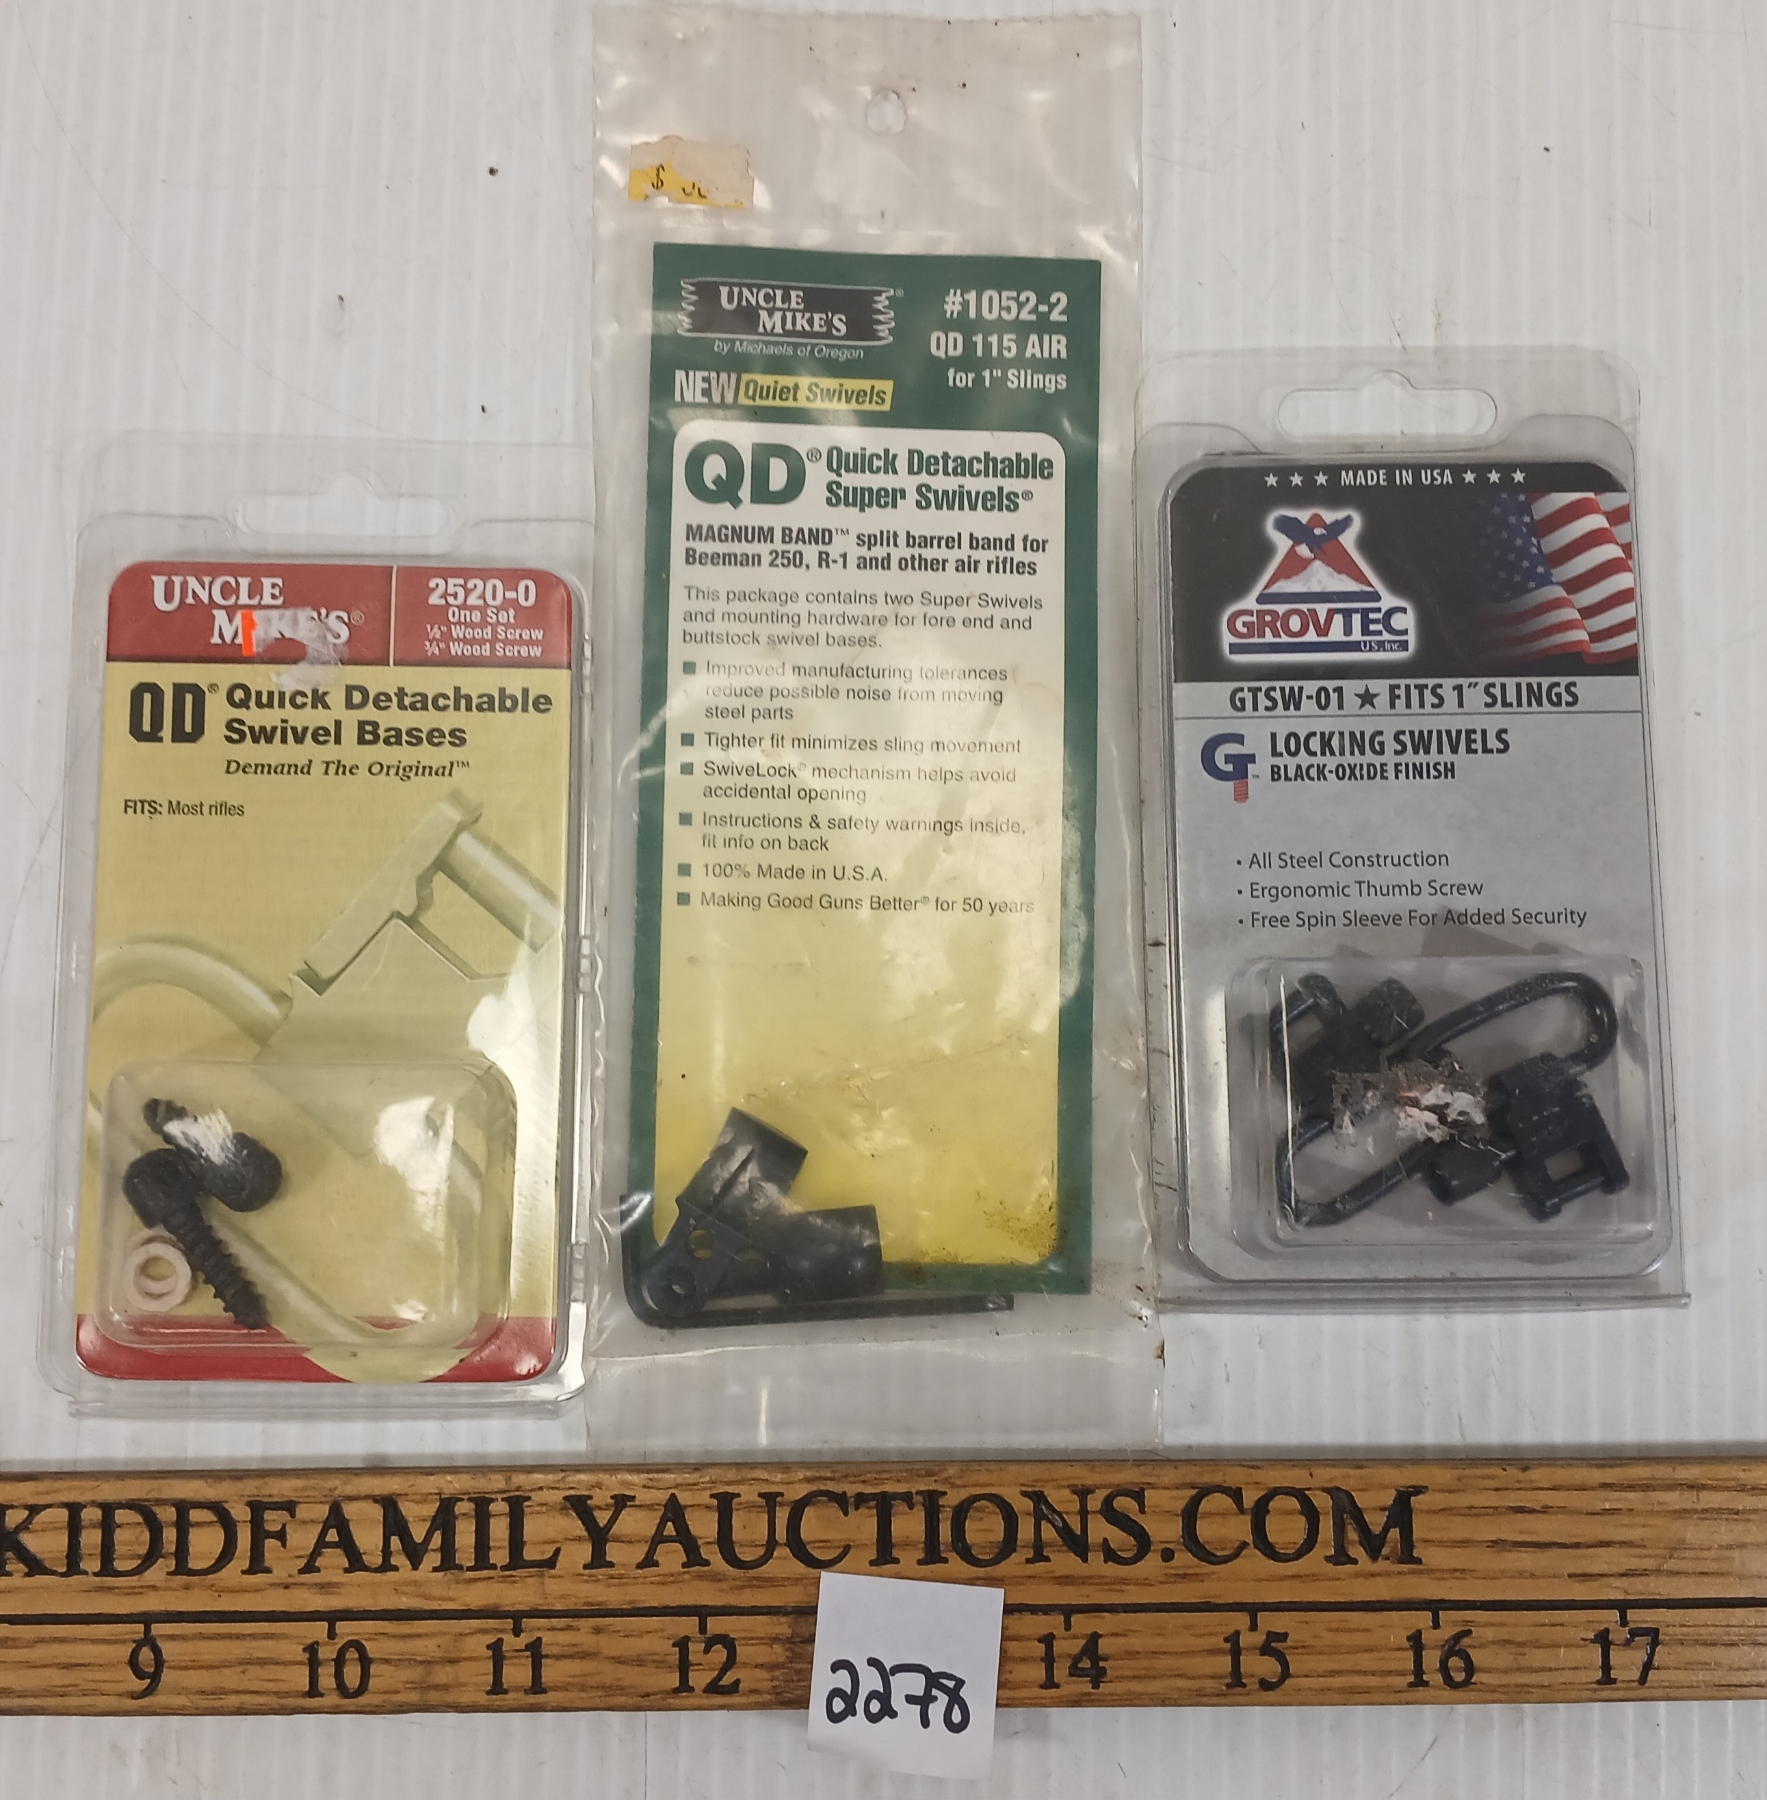 UNCLE
MIKE'S®
2520-0
One Set
½" Wood Screw
¾" Wood Screw
QD® Quick Detachable
Swivel Bases
Demand The Original™
FITS: Most rifles
$
UNCLE
MIKE'S®
by Michaels of Oregon
#1052-2
QD 115 AIR
for 1" Slings
NEW Quiet Swivels
QD® Quick Detachable
Super Swivels®
MAGNUM BAND™ split barrel band for
Beeman 250, R-1 and other air rifles
This package contains two Super Swivels
and mounting hardware for fore end and
buttstock swivel bases.
■ Improved manufacturing tolerances
reduce possible noise from moving
steel parts
■ Tighter fit minimizes sling movement
■ SwiveLock® mechanism helps avoid
accidental opening
■ Instructions & safety warnings inside,
fit info on back
■ 100% Made in U.S.A.
■ Making Good Guns Better® for 50 years
★ ★ ★ MADE IN USA ★ ★ ★
GROVTEC
US, Inc.
GTSW-01 ★ FITS 1" SLINGS
GT™ LOCKING SWIVELS
BLACK-OXIDE FINISH
• All Steel Construction
• Ergonomic Thumb Screw
• Free Spin Sleeve For Added Security
KIDDFAMILYAUCTIONS.COM
9 10 11 12 14 15 16 17
2278